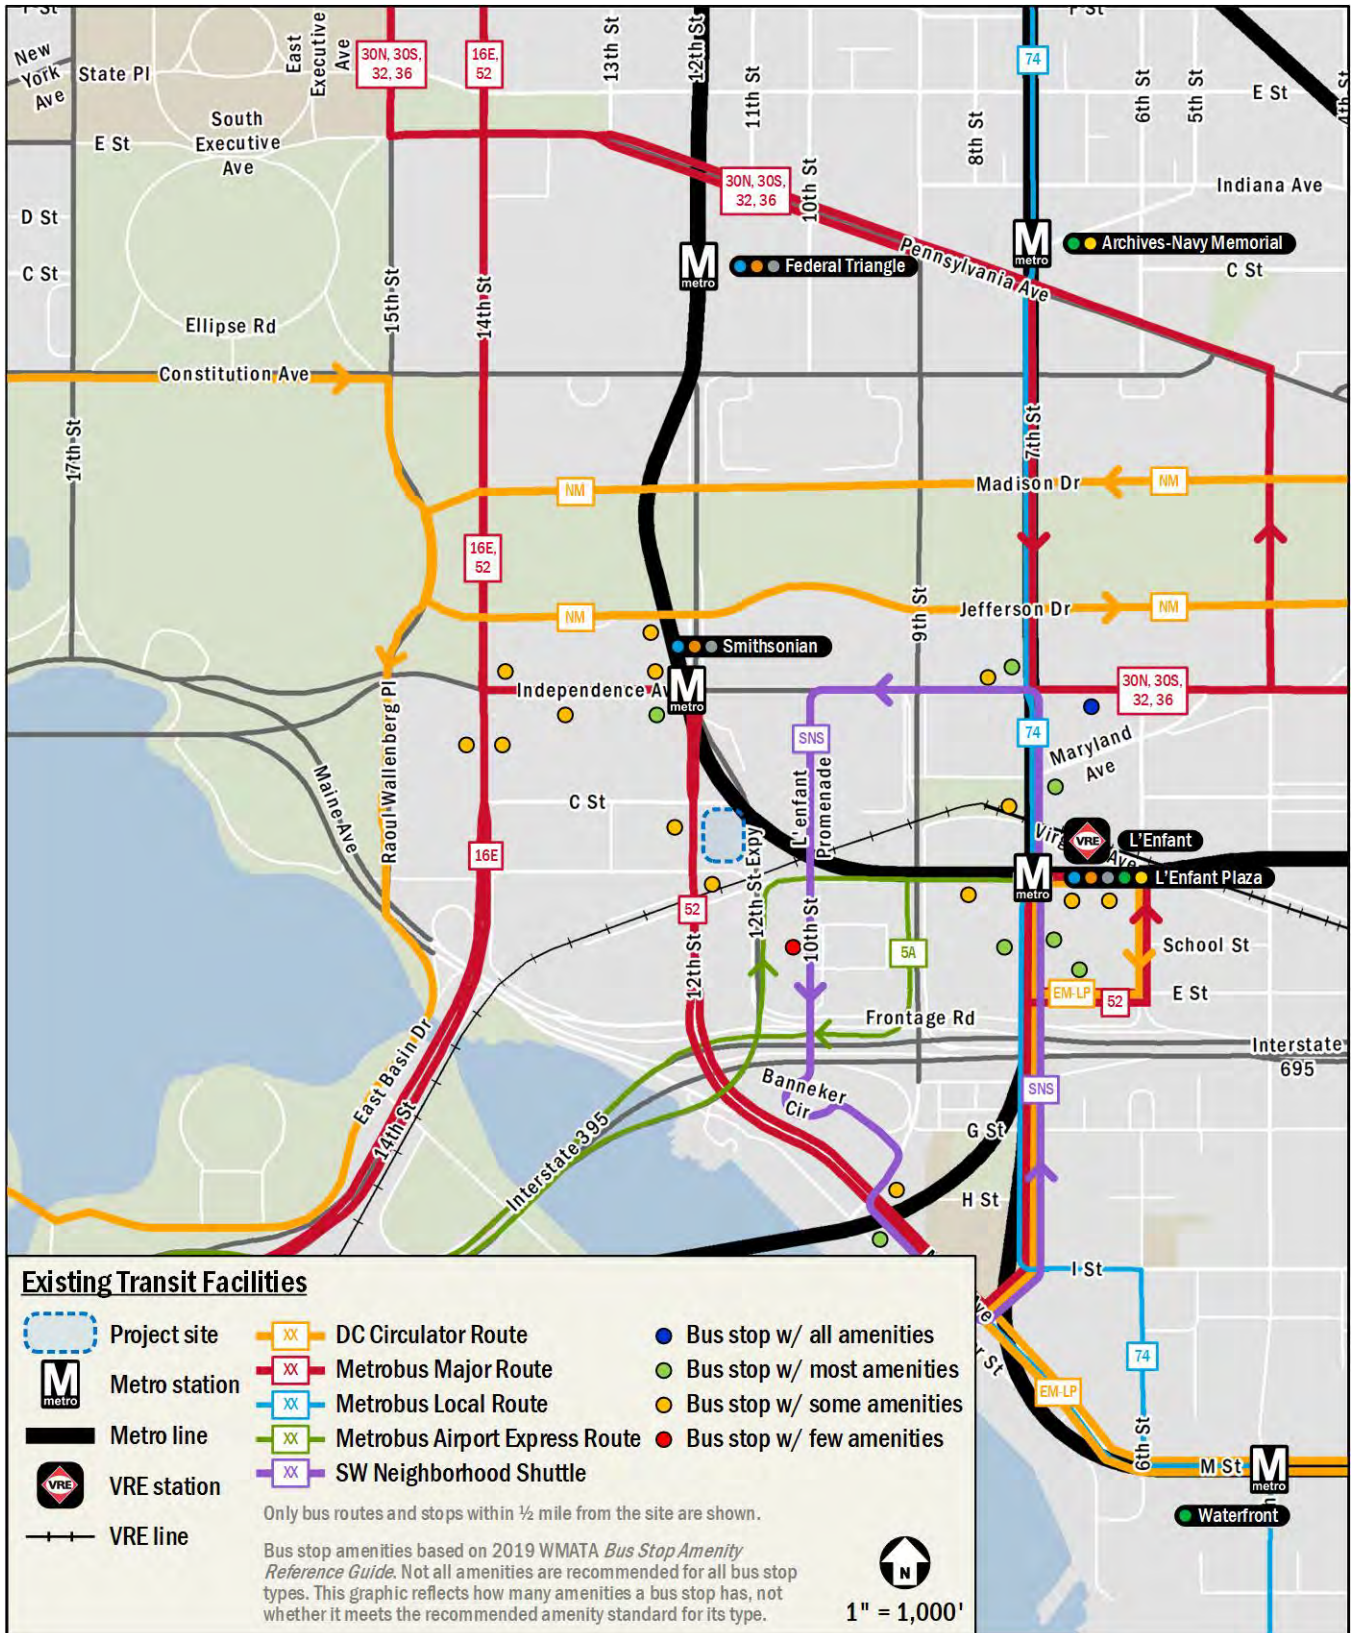 F St
New
York
Ave
State Pl
East
Executive
Ave
30N, 30S,
32, 36
16E,
52
13th St
12th St
11th St
74
F St
6th St
5th St
E St
4th St
South
Executive
Ave
E St
8th St
10th St
30N, 30S,
32, 36
Indiana Ave
D St
C St
M
metro
Federal Triangle
Pennsylvania Ave
M
metro
Archives-Navy Memorial
C St
15th St
14th St
Ellipse Rd
Constitution Ave
17th St
7th St
NM
Madison Dr
NM
16E,
52
9th St
NM
Jefferson Dr
NM
Smithsonian
M
metro
Independence Av
30N, 30S,
32, 36
Raoul Wallenberg Pl
SNS
74
Maryland
Ave
Maine Ave
C St
L'enfant
Promenade
16E
12th St Expy
VRE
L'Enfant
M
metro
L'Enfant Plaza
52
10th St
12th St
5A
School St
EM-LP
52
E St
Frontage Rd
Interstate
695
East Basin Dr
14th St
Banneker
Cir
SNS
Interstate 395
G St
H St
I St
74
EM-LP
6th St
M St
M
metro
Waterfront
Existing Transit Facilities
Project site
M
metro
Metro station
Metro line
VRE
VRE station
VRE line
XX
DC Circulator Route
XX
Metrobus Major Route
XX
Metrobus Local Route
XX
Metrobus Airport Express Route
XX
SW Neighborhood Shuttle
Bus stop w/ all amenities
Bus stop w/ most amenities
Bus stop w/ some amenities
Bus stop w/ few amenities
Only bus routes and stops within ½ mile from the site are shown.
Bus stop amenities based on 2019 WMATA Bus Stop Amenity
Reference Guide. Not all amenities are recommended for all bus stop
types. This graphic reflects how many amenities a bus stop has, not
whether it meets the recommended amenity standard for its type.
N
1" = 1,000'